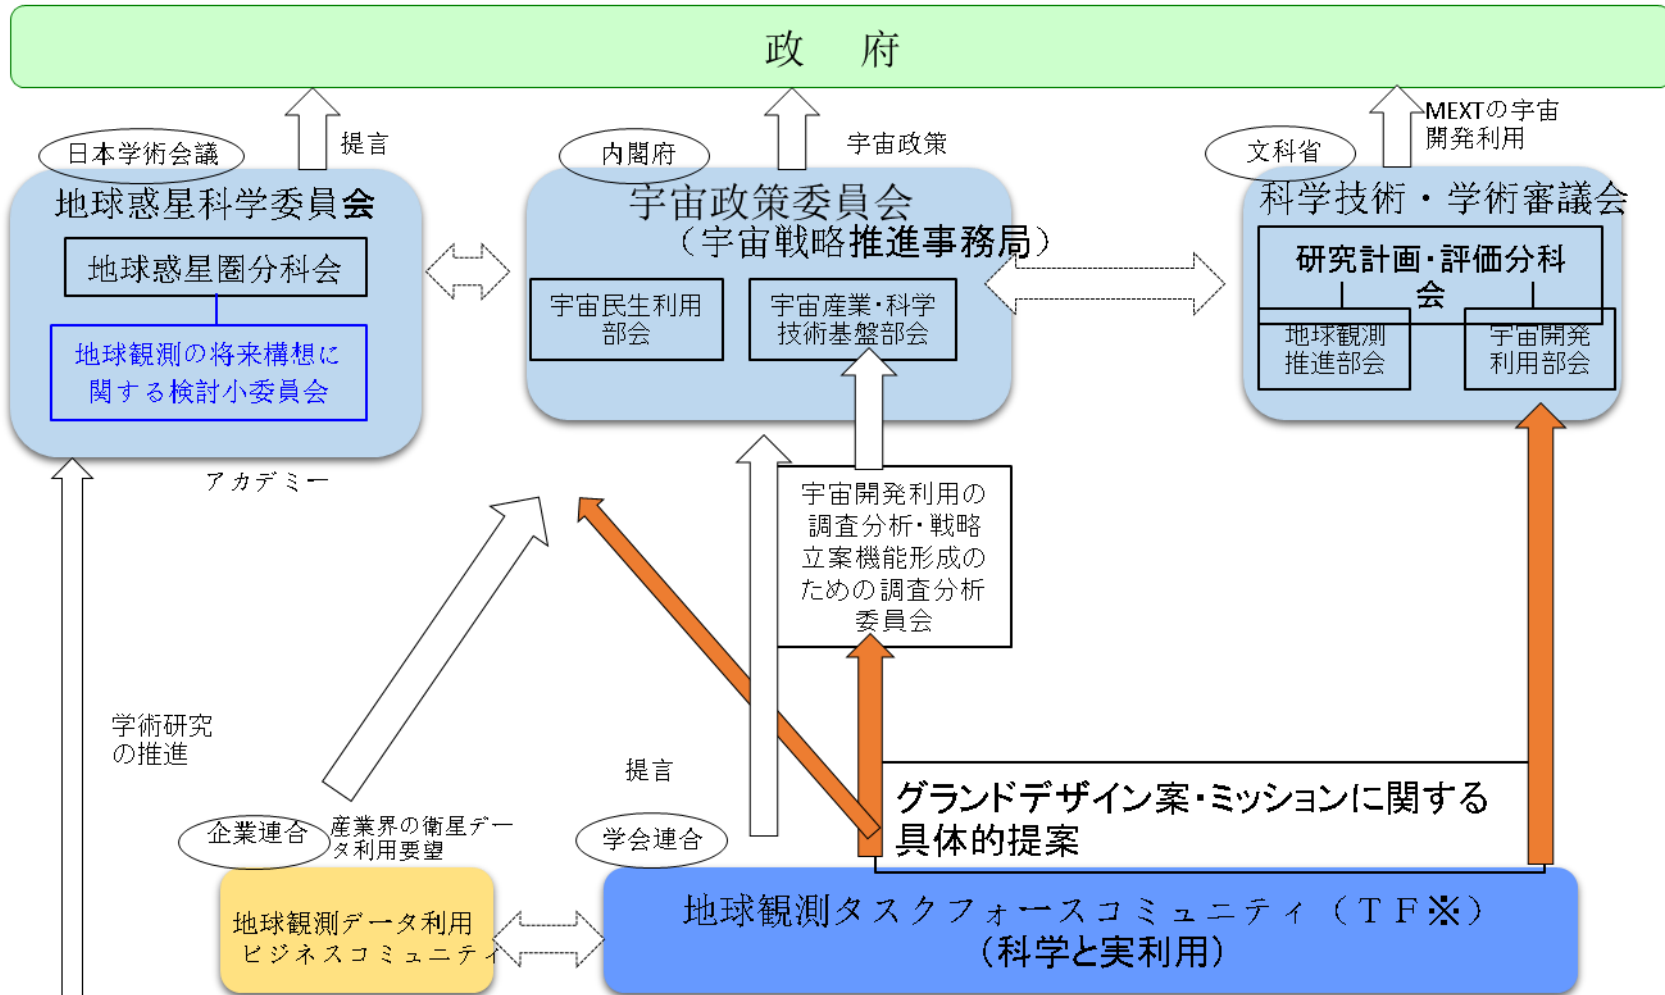 政　府
提言
宇宙政策
MEXTの宇宙
開発利用
日本学術会議
地球惑星科学委員会
地球惑星圏分科会
地球観測の将来構想に
関する検討小委員会
アカデミー
内閣府
宇宙政策委員会
（宇宙戦略推進事務局）
宇宙民生利用
部会
宇宙産業・科学
技術基盤部会
文科省
科学技術・学術審議会
研究計画・評価分科
会
地球観測
推進部会
宇宙開発
利用部会
宇宙開発利用の
調査分析・戦略
立案機能形成の
ための調査分析
委員会
学術研究
の推進
提言
グランドデザイン案・ミッションに関する
具体的提案
企業連合
産業界の衛星デー
タ利用要望
学会連合
地球観測データ利用
ビジネスコミュニティ
地球観測タスクフォースコミュニティ（ＴＦ※）
（科学と実利用）